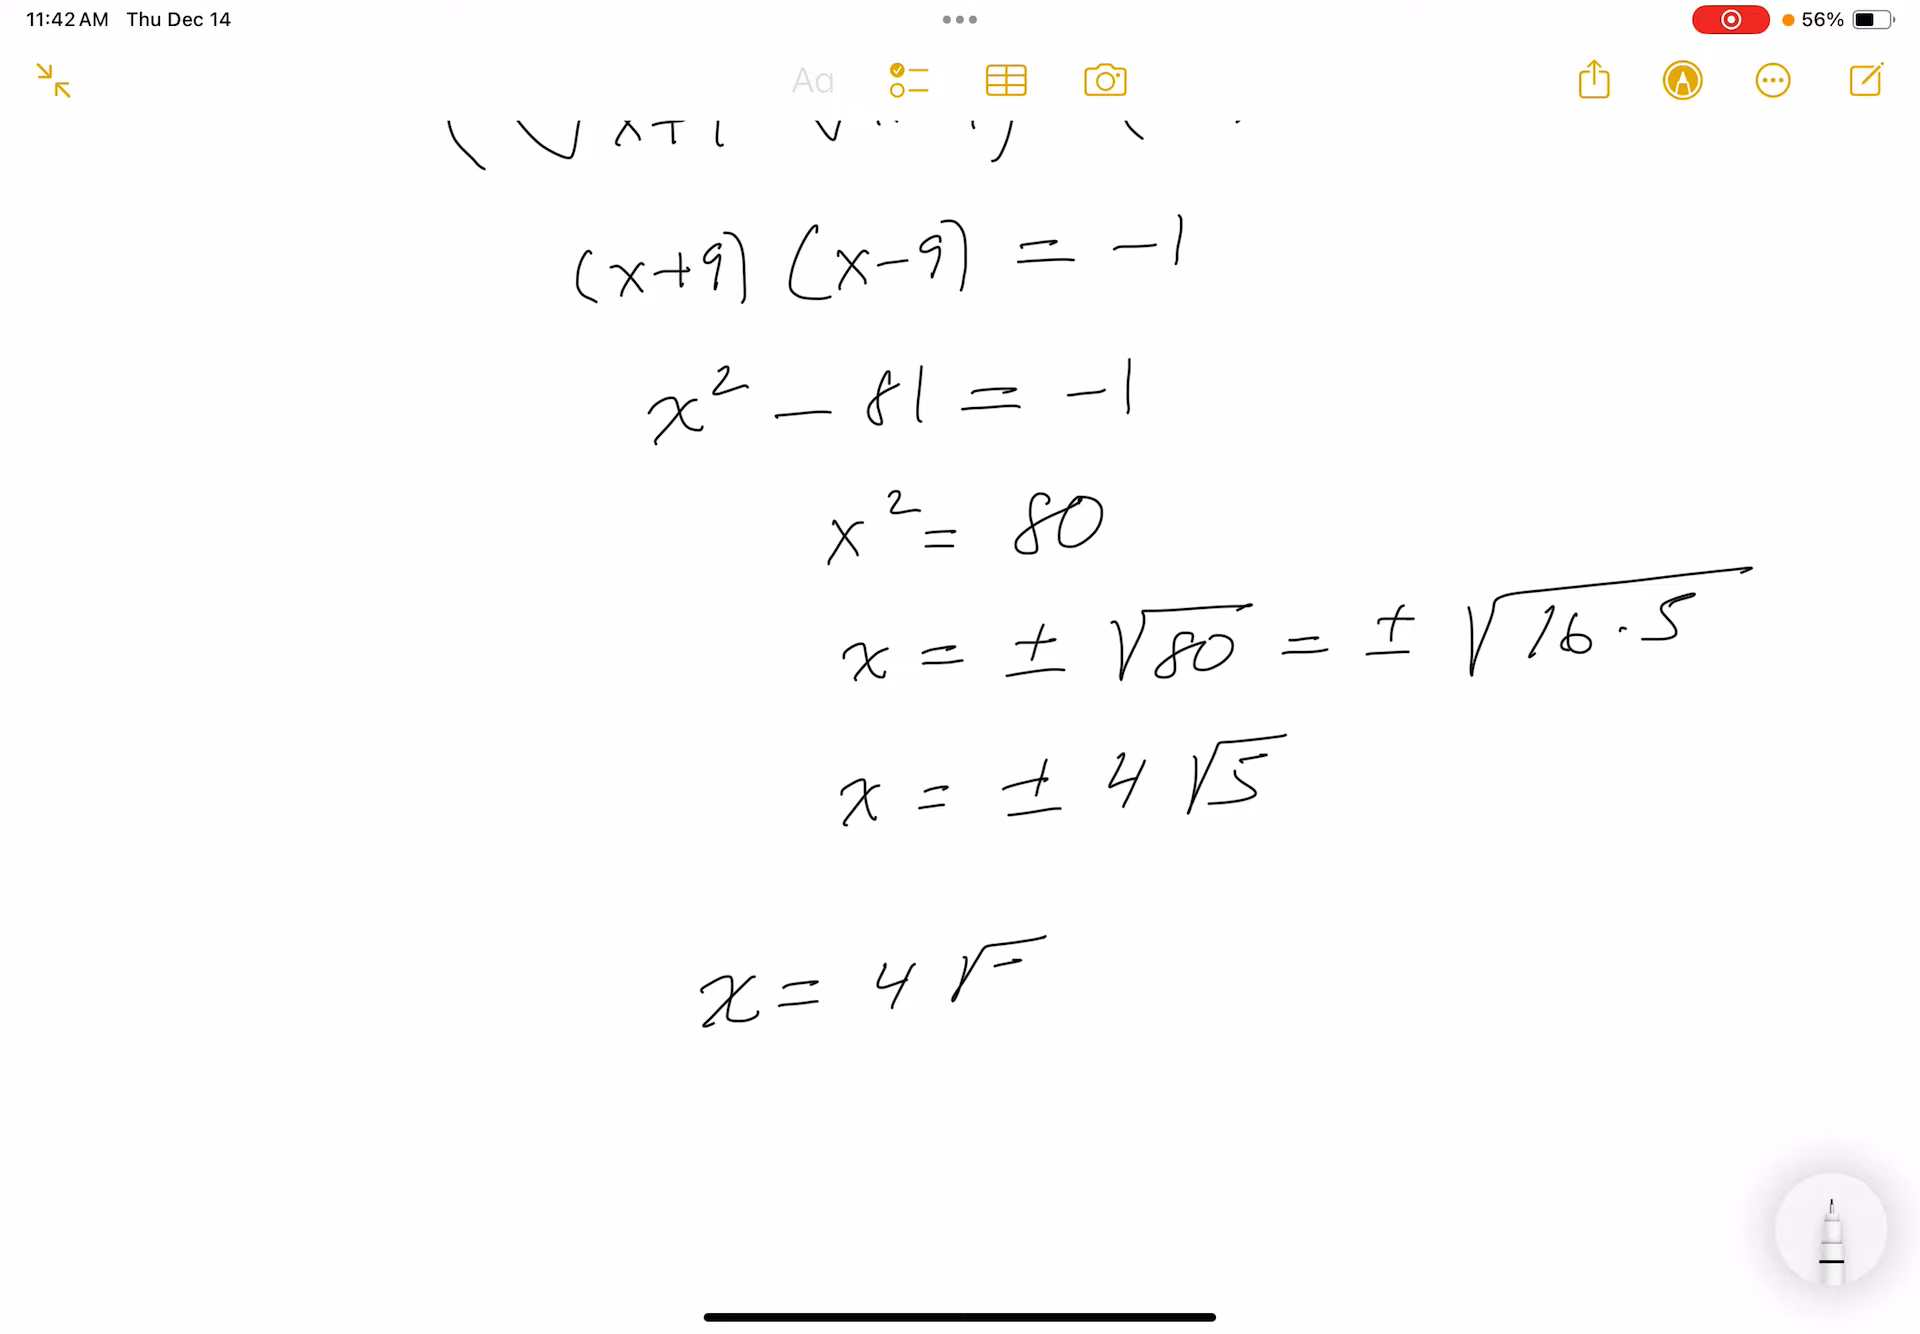 11:42 AM Thu Dec 14 56%
Aa
(x+9) (x-9) = -1
x² - 81 = -1
x² = 80
x = ± √80 = ± √16·5
x = ± 4 √5
x = 4 √